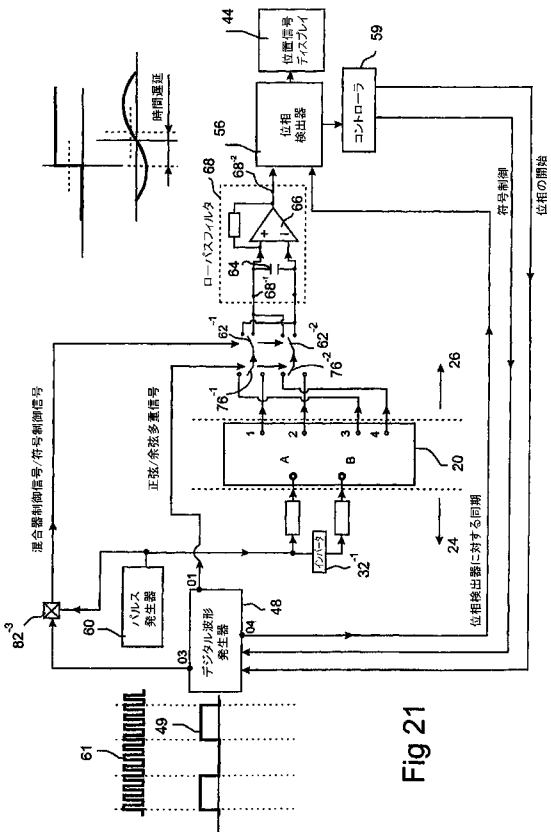 時間遅延
44
位置信号
ディスプレイ
56
位相
検出器
59
コントローラ
68
ローパスフィルタ
68⁻²
66
+
−
64
68⁻¹
符号制御
位相の開始
62⁻¹
62⁻²
76⁻¹
76⁻²
26
混合器制御信号/符号制御信号
正弦/余弦多重信号
1
2
3
4
A
B
20
24
位相検出器に対する同期
インバータ
32⁻¹
82⁻³
60
パルス
発生器
01
03
04
48
デジタル波形
発生器
61
49
Fig 21